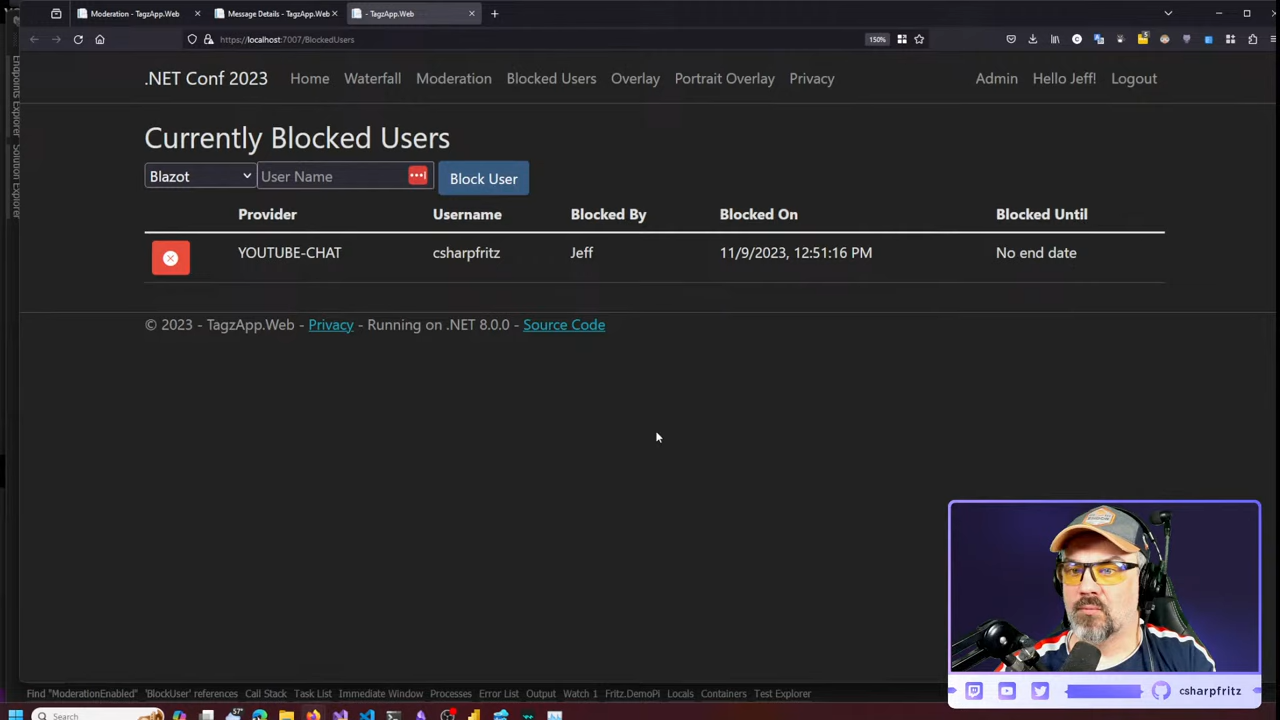 Moderation - TagzApp.Web
Message Details - TagzApp.Web
- TagzApp.Web
https://localhost:7007/BlockedUsers
150%
.NET Conf 2023
Home
Waterfall
Moderation
Blocked Users
Overlay
Portrait Overlay
Privacy
Admin
Hello Jeff!
Logout
Endpoints Explorer
Solution Explorer
Currently Blocked Users
Blazot
User Name
Block User
Provider Username Blocked By Blocked On Blocked Until
YOUTUBE-CHAT csharpfritz Jeff 11/9/2023, 12:51:16 PM No end date
© 2023 - TagzApp.Web - Privacy - Running on .NET 8.0.0 - Source Code
Find "ModerationEnabled" 'BlockUser' references Call Stack Task List Immediate Window Processes Error List Output Watch 1 Fritz.DemoPi Locals Containers Test Explorer
csharpfritz
Search